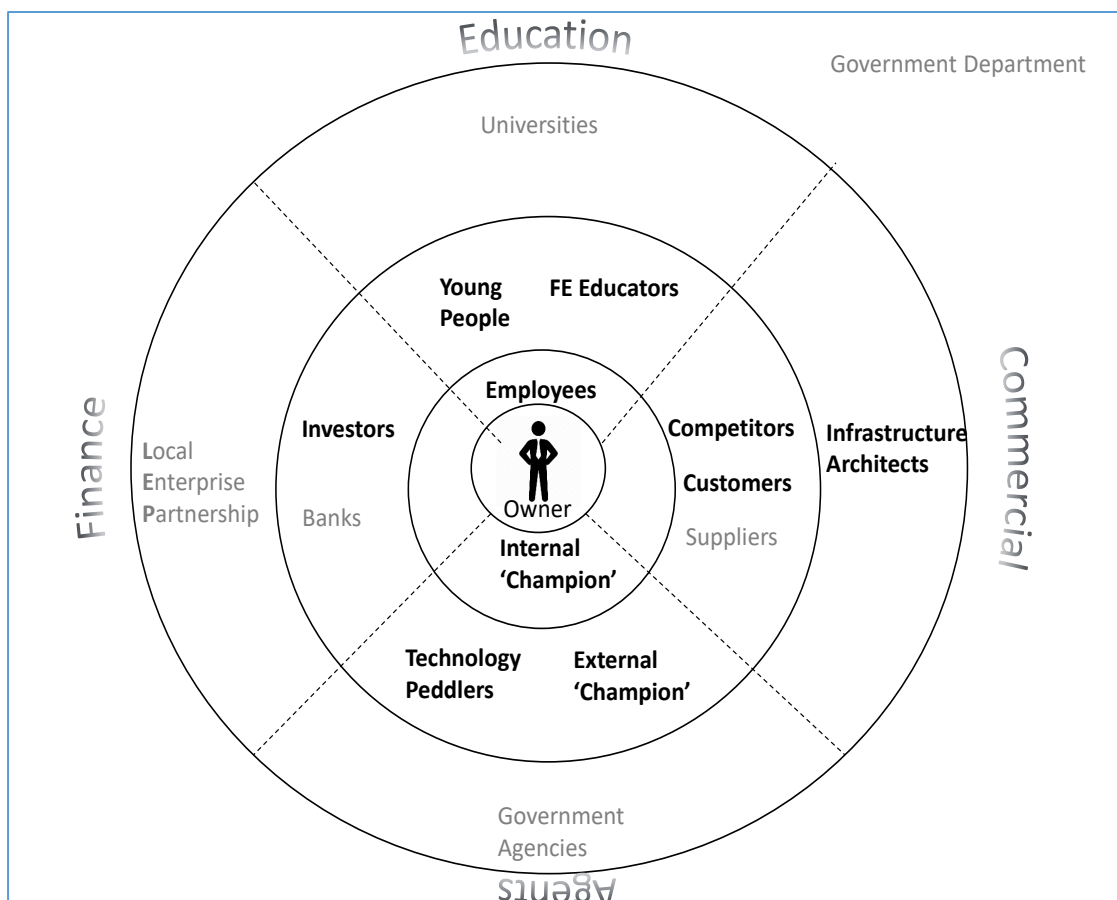 Education
Government Department
Universities
Young
People
FE Educators
Employees
Investors
Competitors
Infrastructure
Architects
Customers
Local
Enterprise
Partnership
Banks
Owner
Suppliers
Internal
‘Champion’
Technology
Peddlers
External
‘Champion’
Government
Agencies
Finance
Commercial
Agents